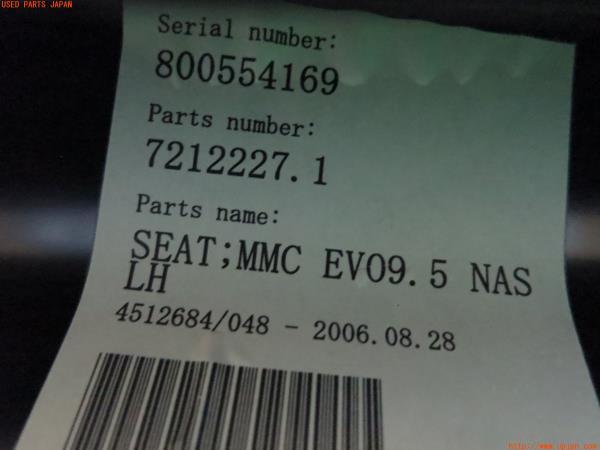 USED PARTS JAPAN
Serial number:
800554169
Parts number:
7212227.1
Parts name:
SEAT;MMC EVO9.5 NAS
LH
4512684/048 - 2006.08.28